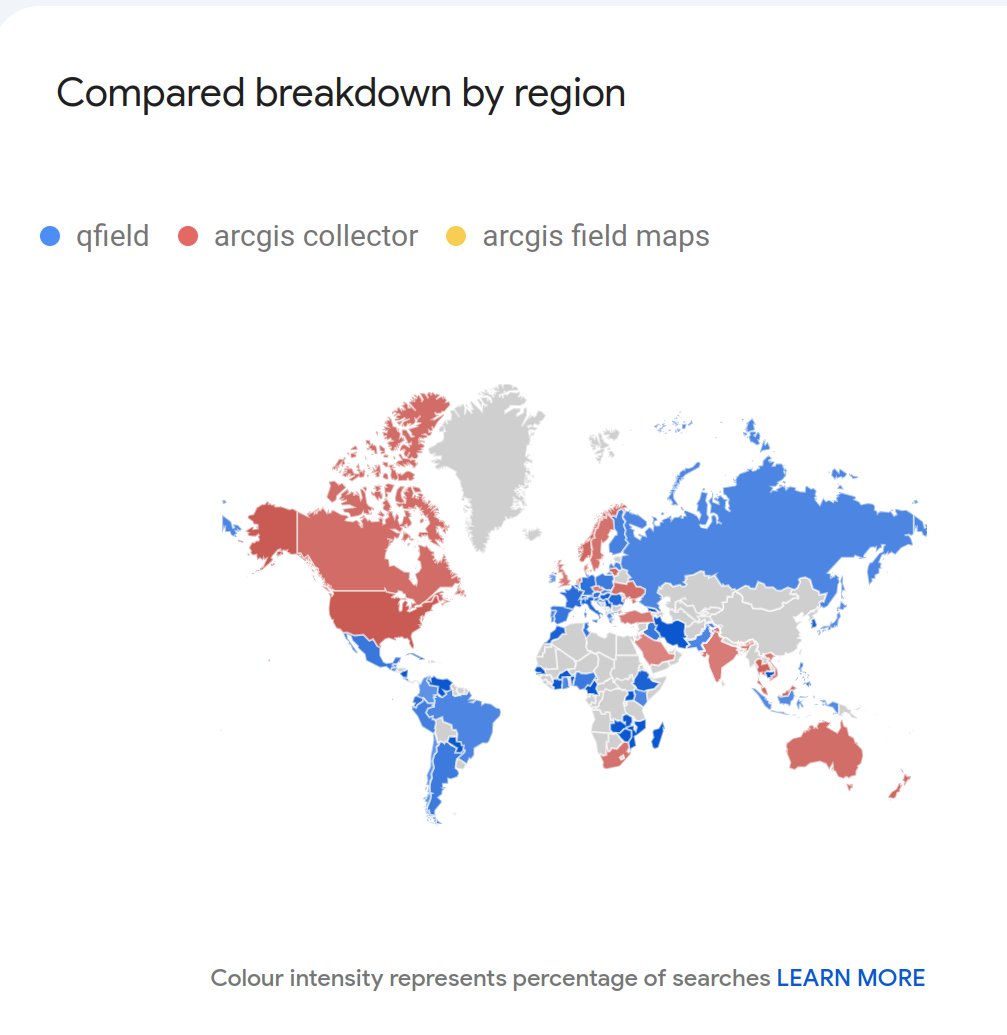 Compared breakdown by region
qfield arcgis collector arcgis field maps
Colour intensity represents percentage of searches LEARN MORE